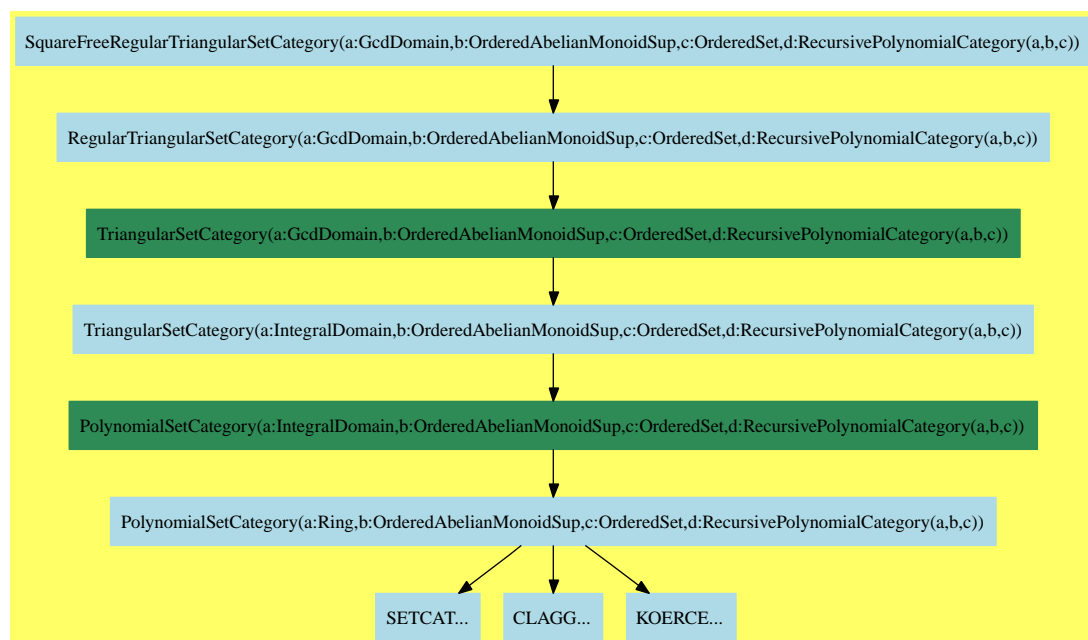 SquareFreeRegularTriangularSetCategory(a:GcdDomain,b:OrderedAbelianMonoidSup,c:OrderedSet,d:RecursivePolynomialCategory(a,b,c))
RegularTriangularSetCategory(a:GcdDomain,b:OrderedAbelianMonoidSup,c:OrderedSet,d:RecursivePolynomialCategory(a,b,c))
TriangularSetCategory(a:GcdDomain,b:OrderedAbelianMonoidSup,c:OrderedSet,d:RecursivePolynomialCategory(a,b,c))
TriangularSetCategory(a:IntegralDomain,b:OrderedAbelianMonoidSup,c:OrderedSet,d:RecursivePolynomialCategory(a,b,c))
PolynomialSetCategory(a:IntegralDomain,b:OrderedAbelianMonoidSup,c:OrderedSet,d:RecursivePolynomialCategory(a,b,c))
PolynomialSetCategory(a:Ring,b:OrderedAbelianMonoidSup,c:OrderedSet,d:RecursivePolynomialCategory(a,b,c))
SETCAT... CLAGG... KOERCE...